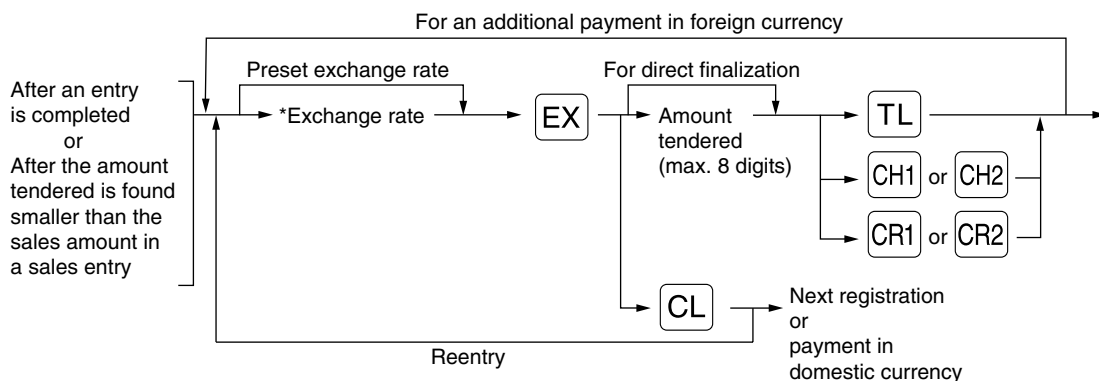 For an additional payment in foreign currency
After an entry
is completed
or
After the amount
tendered is found
smaller than the
sales amount in
a sales entry
Preset exchange rate
*Exchange rate
EX
For direct finalization
Amount
tendered
(max. 8 digits)
TL
CH1 or CH2
CR1 or CR2
CL
Next registration
or
payment in
domestic currency
Reentry